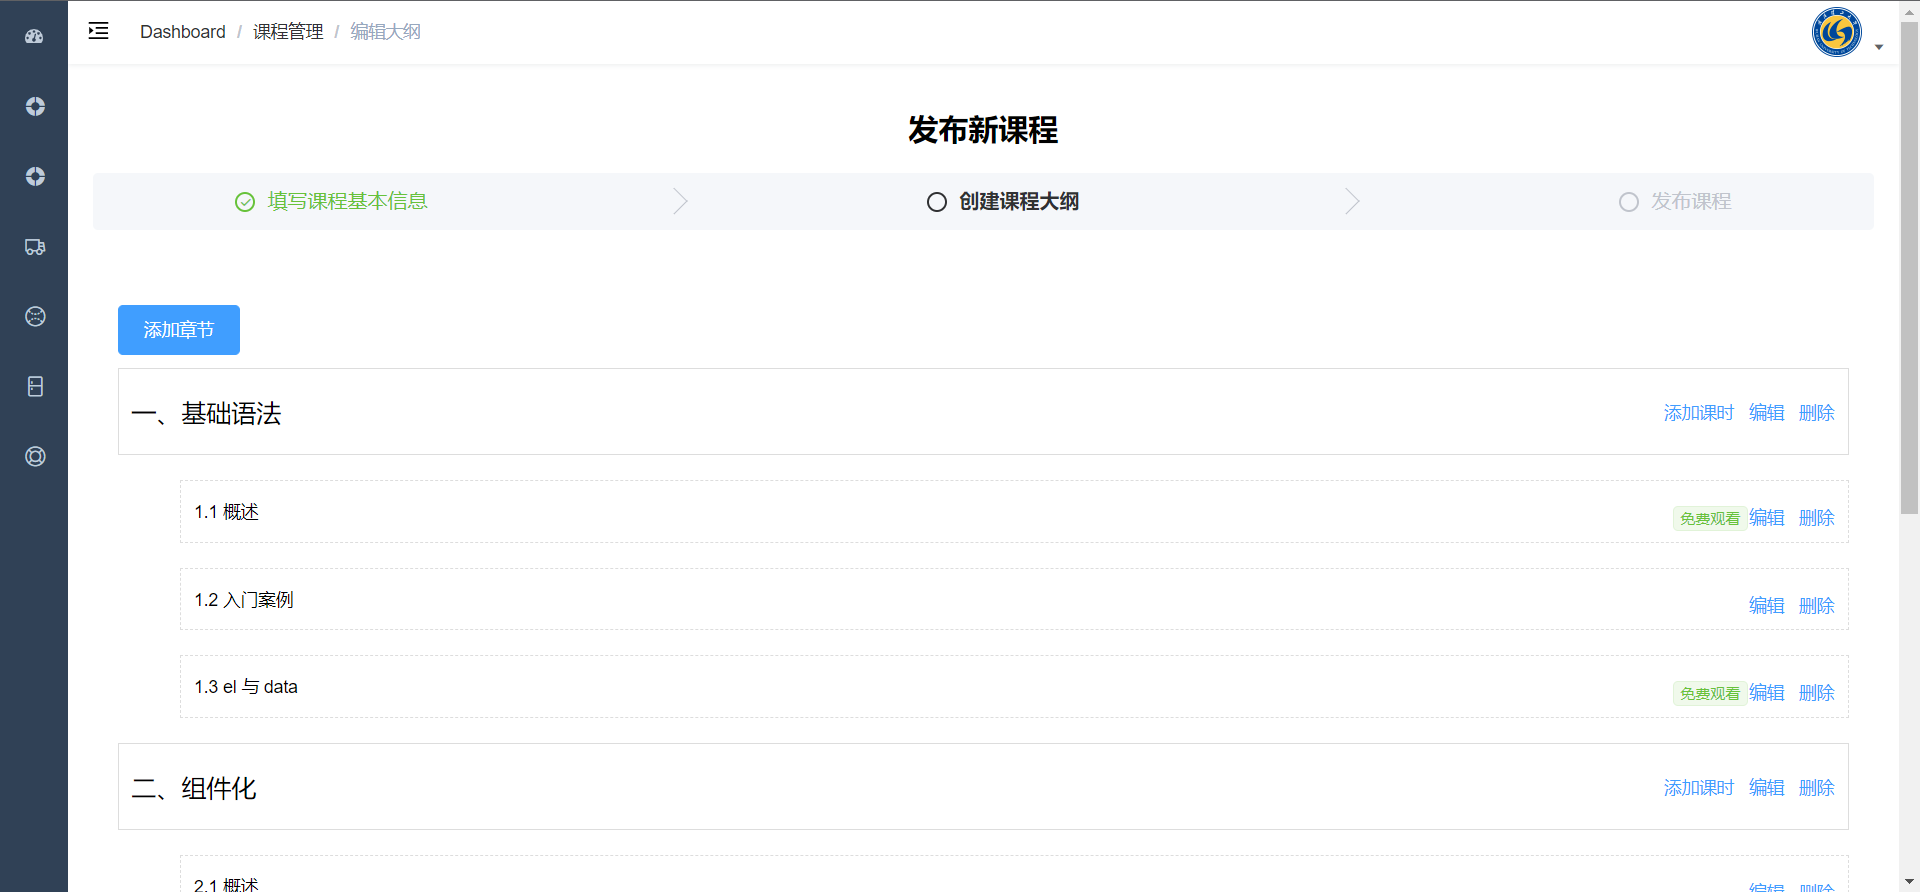 Dashboard / 课程管理 / 编辑大纲
发布新课程
填写课程基本信息
创建课程大纲
发布课程
添加章节
一、基础语法 添加课时 编辑 删除
1.1 概述 免费观看 编辑 删除
1.2 入门案例 编辑 删除
1.3 el 与 data 免费观看 编辑 删除
二、组件化 添加课时 编辑 删除
2.1 概述 编辑 删除